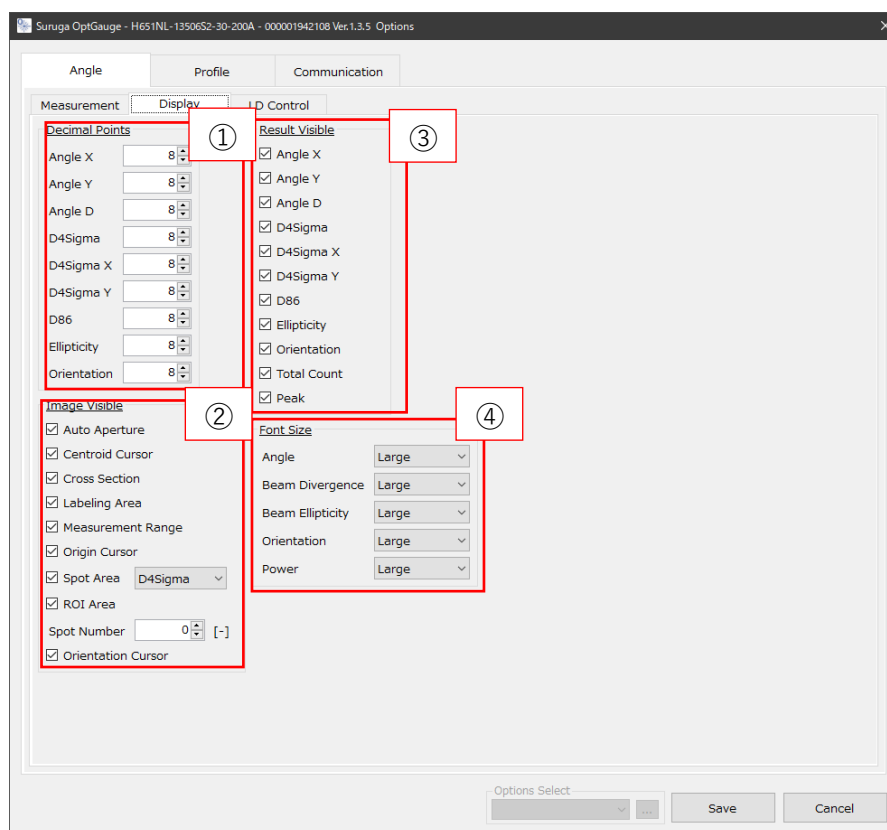 Suruga OptGauge - H651NL-13506S2-30-200A - 000001942108 Ver.1.3.5 Options
Angle Profile Communication
Measurement Display LD Control
Decimal Points
①
Angle X 8
Angle Y 8
Angle D 8
D4Sigma 8
D4Sigma X 8
D4Sigma Y 8
D86 8
Ellipticity 8
Orientation 8
Image Visible
②
Auto Aperture
Centroid Cursor
Cross Section
Labeling Area
Measurement Range
Origin Cursor
Spot Area D4Sigma
ROI Area
Spot Number 0 [-]
Orientation Cursor
Result Visible
③
Angle X
Angle Y
Angle D
D4Sigma
D4Sigma X
D4Sigma Y
D86
Ellipticity
Orientation
Total Count
Peak
Font Size
④
Angle Large
Beam Divergence Large
Beam Ellipticity Large
Orientation Large
Power Large
Options Select
...
Save Cancel